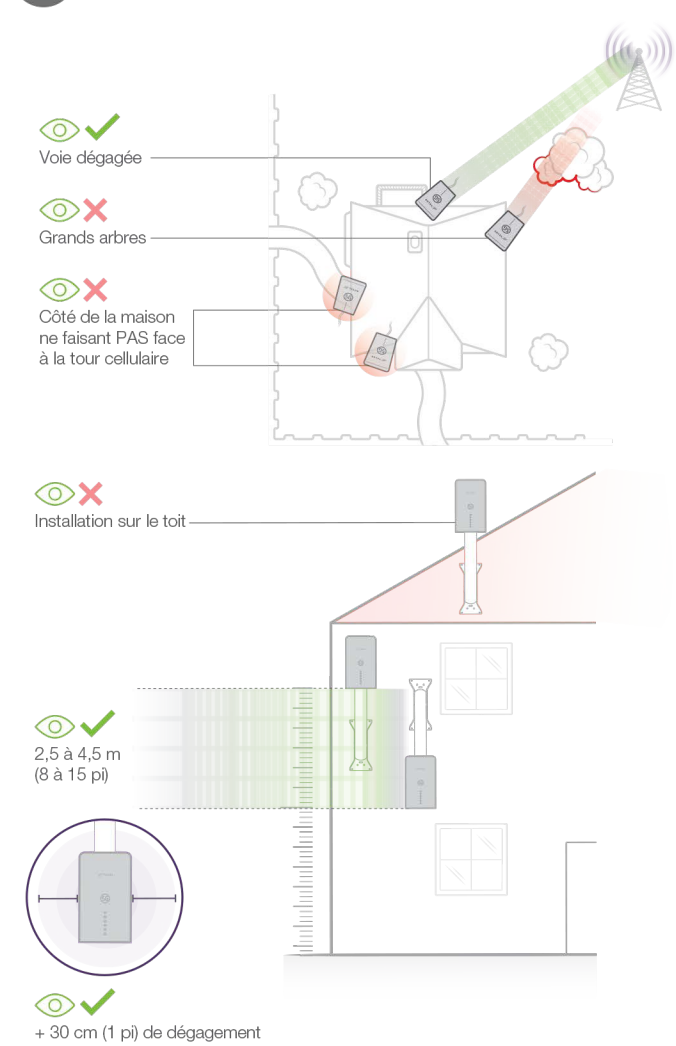 Voie dégagée
Grands arbres
Côté de la maison
ne faisant PAS face
à la tour cellulaire
Installation sur le toit
2,5 à 4,5 m
(8 à 15 pi)
+ 30 cm (1 pi) de dégagement